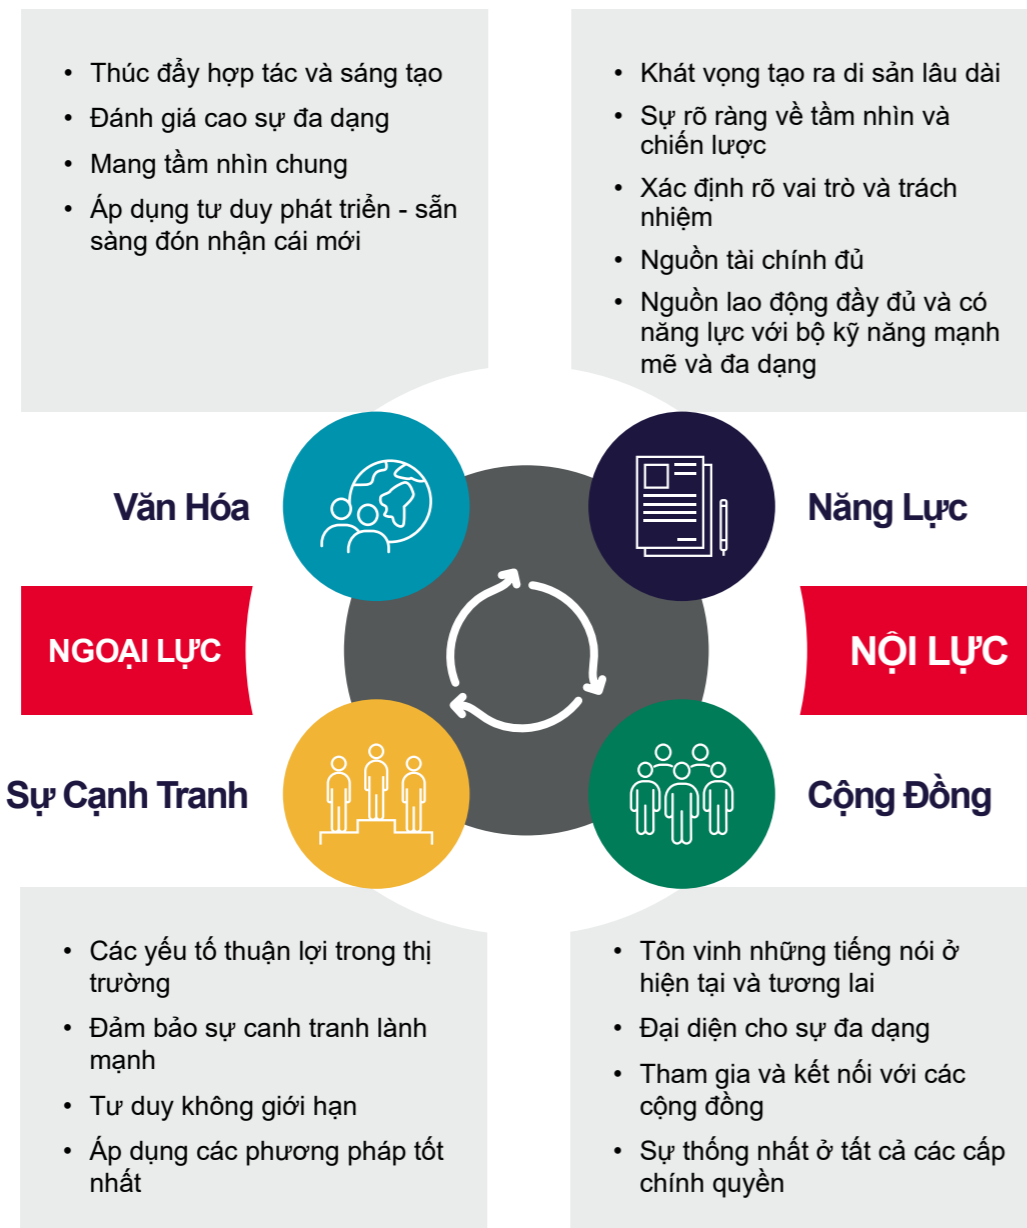 • Thúc đẩy hợp tác và sáng tạo
• Đánh giá cao sự đa dạng
• Mang tầm nhìn chung
• Áp dụng tư duy phát triển - sẵn
sàng đón nhận cái mới
• Khát vọng tạo ra di sản lâu dài
• Sự rõ ràng về tầm nhìn và
chiến lược
• Xác định rõ vai trò và trách
nhiệm
• Nguồn tài chính đủ
• Nguồn lao động đầy đủ và có
năng lực với bộ kỹ năng mạnh
mẽ và đa dạng
Văn Hóa
Năng Lực
NGOẠI LỰC
NỘI LỰC
Sự Cạnh Tranh
Cộng Đồng
• Các yếu tố thuận lợi trong thị
trường
• Đảm bảo sự canh tranh lành
mạnh
• Tư duy không giới hạn
• Áp dụng các phương pháp tốt
nhất
• Tôn vinh những tiếng nói ở
hiện tại và tương lai
• Đại diện cho sự đa dạng
• Tham gia và kết nối với các
cộng đồng
• Sự thống nhất ở tất cả các cấp
chính quyền